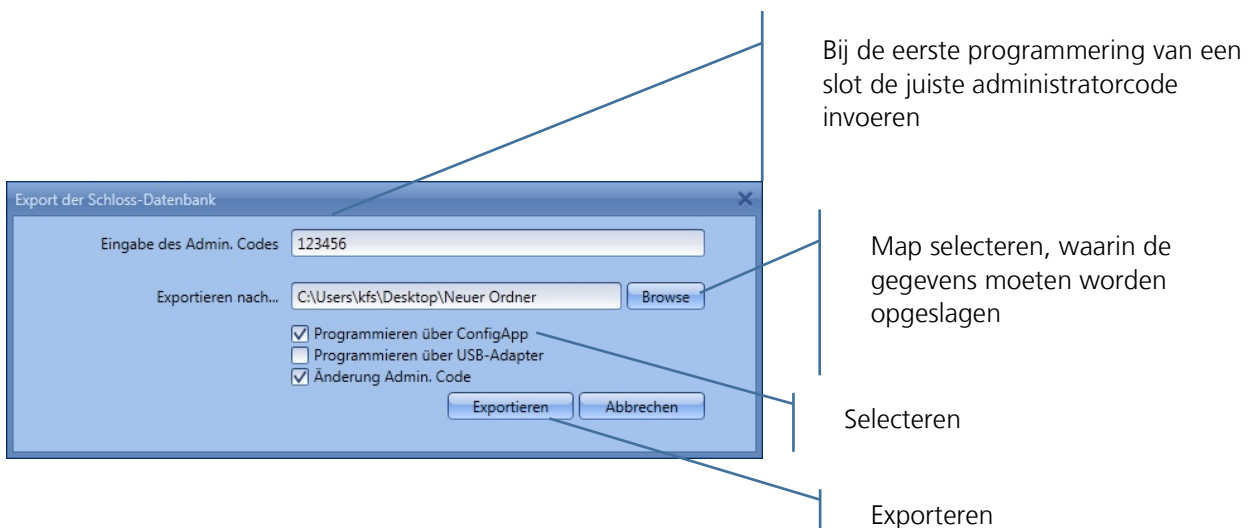 Bij de eerste programmering van een
slot de juiste administratorcode
invoeren
Export der Schloss-Datenbank
Eingabe des Admin. Codes 123456
Exportieren nach... C:\Users\kfs\Desktop\Neuer Ordner Browse
Map selecteren, waarin de
gegevens moeten worden
opgeslagen
Programmieren über ConfigApp
Programmieren über USB-Adapter
Änderung Admin. Code
Exportieren Abbrechen
Selecteren
Exporteren